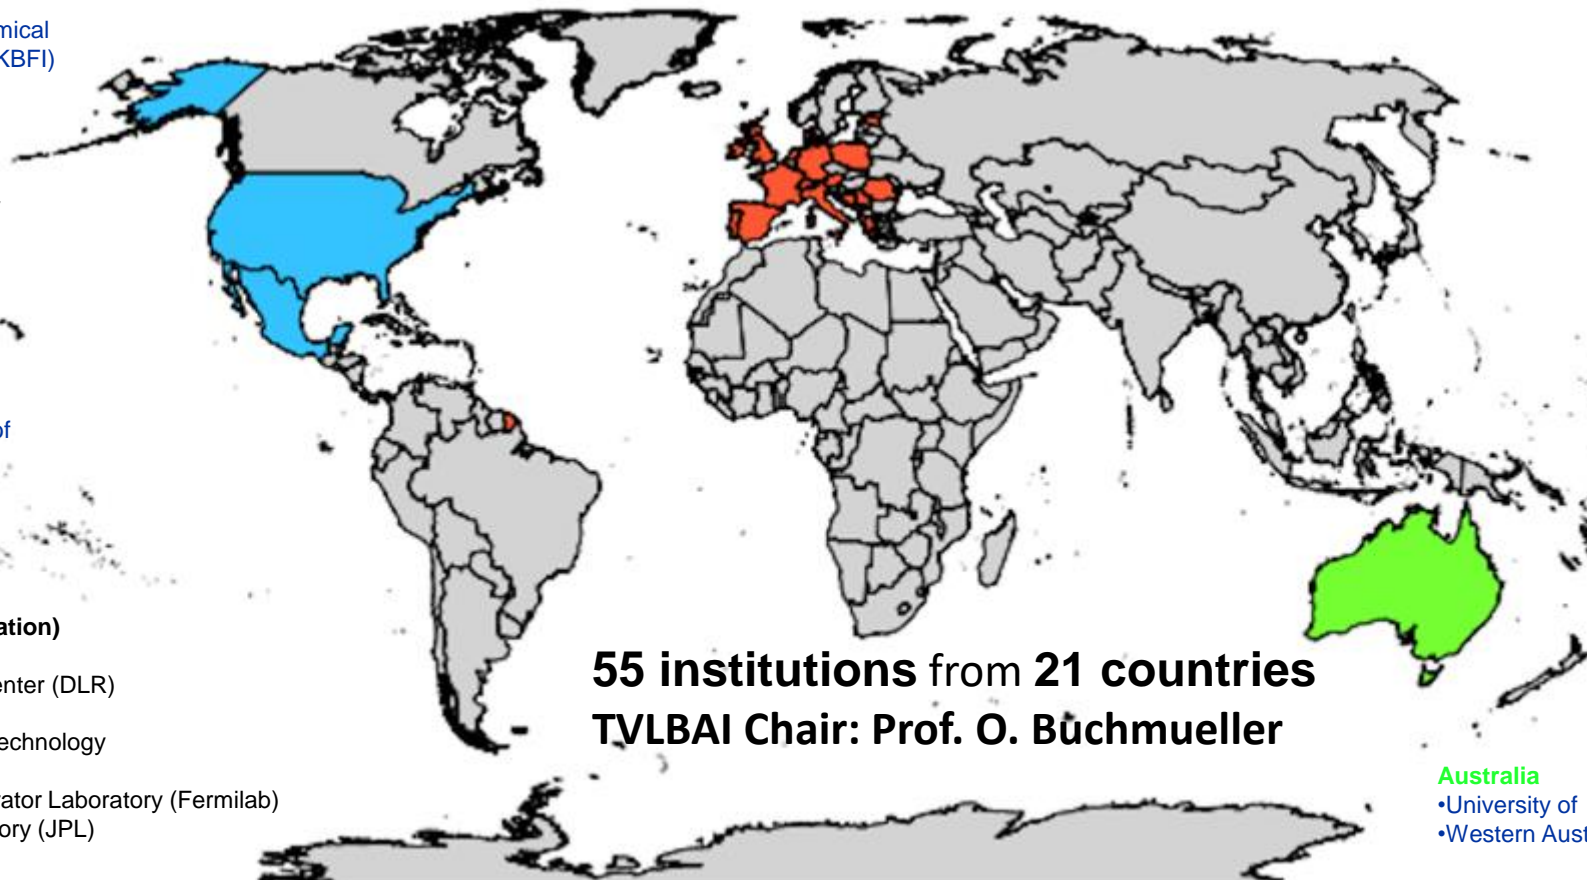 mical
KBFI)
of
ation)
enter (DLR)
echnology
ator Laboratory (Fermilab)
ory (JPL)
55 institutions from 21 countries
TVLBAI Chair: Prof. O. Buchmueller
Australia
•University of
•Western Aust